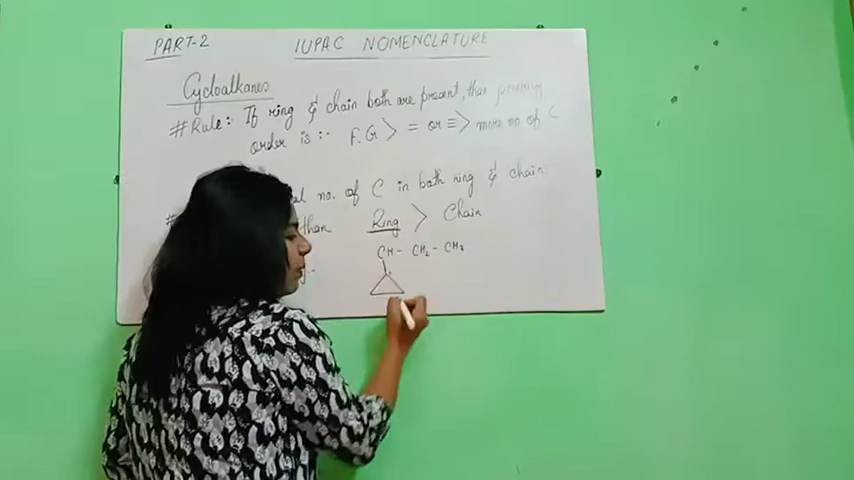 PART-2 IUPAC NOMENCLATURE
Cycloalkanes
#Rule:- If ring & chain both are present, then priority
order is :- F.G > = or ≡ > more no. of C
no. of C in both ring & chain
than Ring > Chain
CH - CH2 - CH3